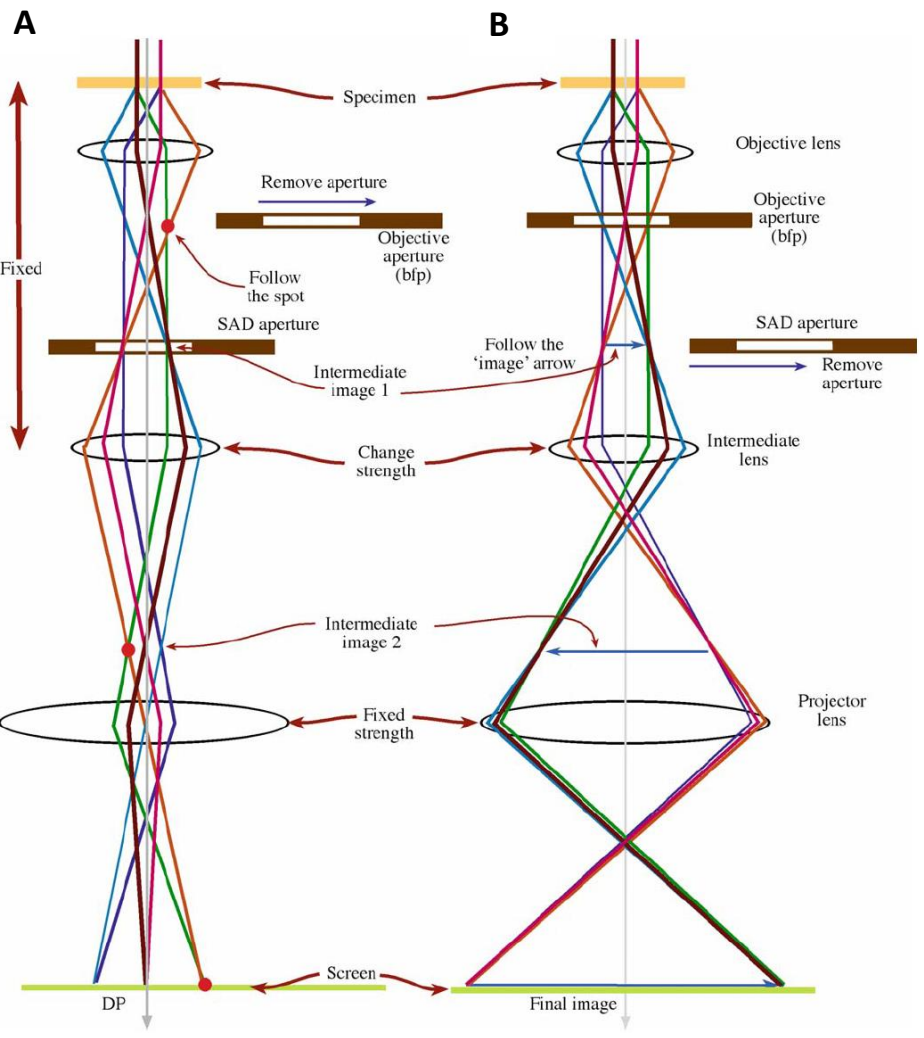 A
B
Specimen
Objective lens
Remove aperture
Objective
aperture
(bfp)
Objective
aperture
(bfp)
Fixed
Follow
the spot
SAD aperture
SAD aperture
Follow the
‘image’ arrow
Intermediate
image 1
Remove
aperture
Change
strength
Intermediate
lens
Intermediate
image 2
Projector
lens
Fixed
strength
Screen
DP
Final image